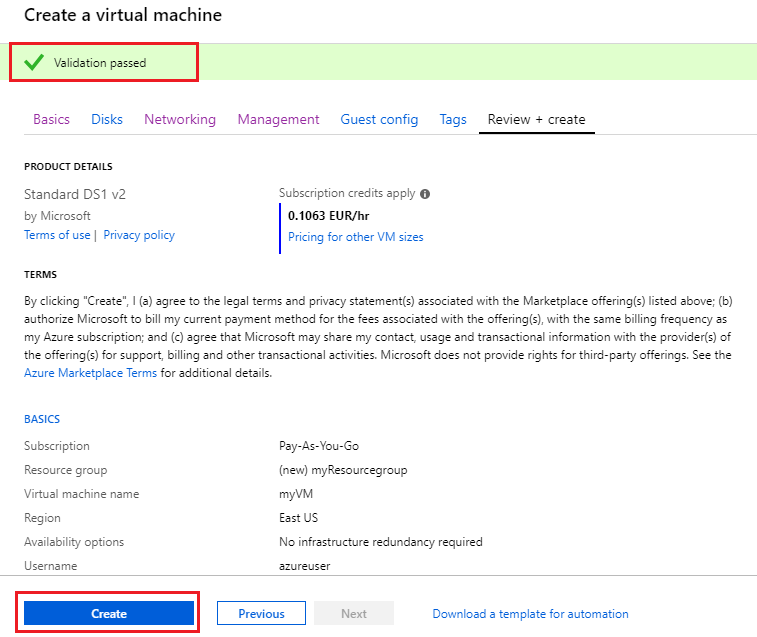 Create a virtual machine
Validation passed
Basics Disks Networking Management Guest config Tags Review + create
PRODUCT DETAILS
Standard DS1 v2
by Microsoft
Terms of use | Privacy policy
Subscription credits apply
0.1063 EUR/hr
Pricing for other VM sizes
TERMS
By clicking "Create", I (a) agree to the legal terms and privacy statement(s) associated with the Marketplace offering(s) listed above; (b)
authorize Microsoft to bill my current payment method for the fees associated with the offering(s), with the same billing frequency as
my Azure subscription; and (c) agree that Microsoft may share my contact, usage and transactional information with the provider(s) of
the offering(s) for support, billing and other transactional activities. Microsoft does not provide rights for third-party offerings. See the
Azure Marketplace Terms for additional details.
BASICS
Subscription Pay-As-You-Go
Resource group (new) myResourcegroup
Virtual machine name myVM
Region East US
Availability options No infrastructure redundancy required
Username azureuser
Create Previous Next Download a template for automation